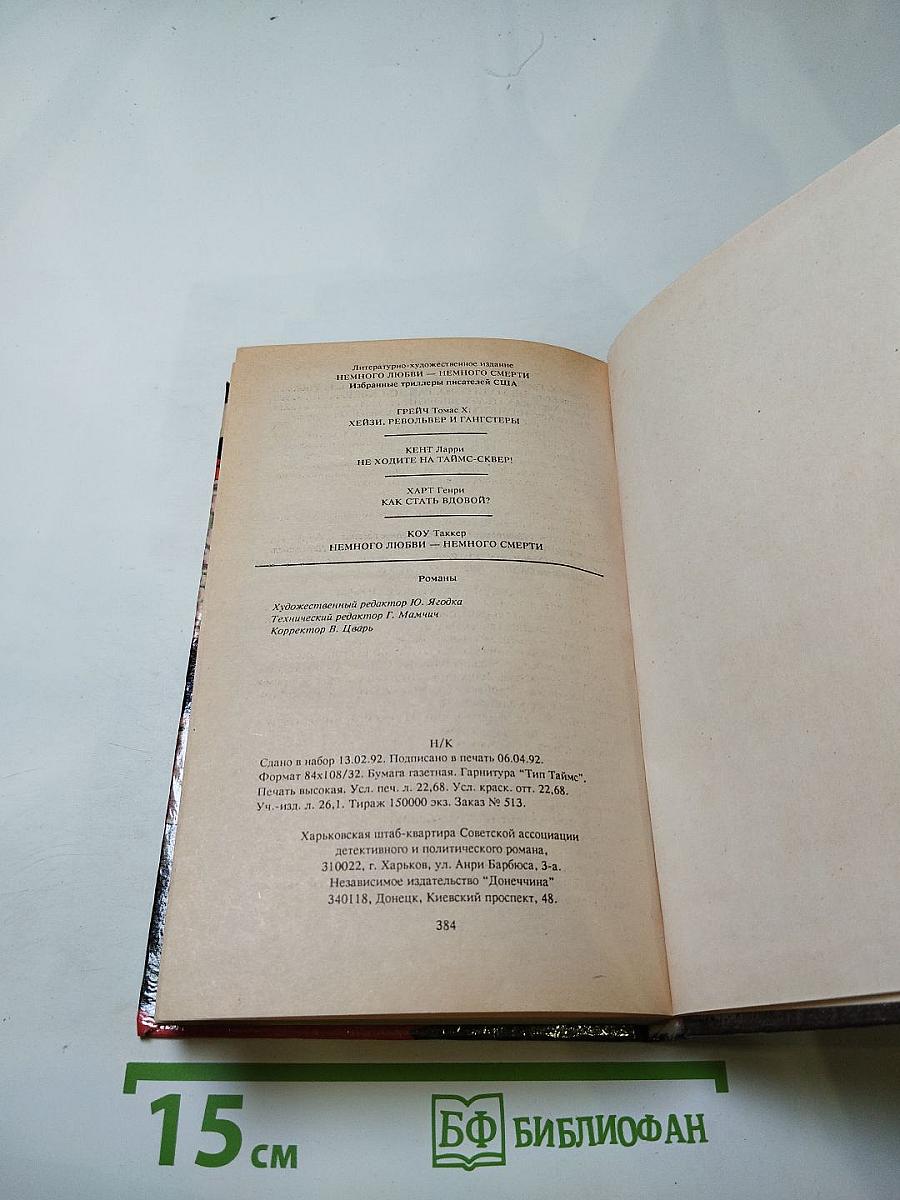 Литературно-художественное издание
НЕМНОГО ЛЮБВИ — НЕМНОГО СМЕРТИ
Избранные триллеры писателей США
ГРЕЙЧ Томас Х.
ХЕЙЗИ, РЕВОЛЬВЕР И ГАНГСТЕРЫ
КЕНТ Ларри
НЕ ХОДИТЕ НА ТАЙМС-СКВЕР!
ХАРТ Генри
КАК СТАТЬ ВДОВОЙ?
КОУ Таккер
НЕМНОГО ЛЮБВИ — НЕМНОГО СМЕРТИ
Романы
Художественный редактор Ю. Ягодка
Технический редактор Г. Мамчич
Корректор В. Цварь
Н/К
Сдано в набор 13.02.92. Подписано в печать 06.04.92.
Формат 84х108/32. Бумага газетная. Гарнитура "Тип Таймс".
Печать высокая. Усл. печ. л. 22,68. Усл. краск. отт. 22,68.
Уч.-изд. л. 26,1. Тираж 150000 экз. Заказ № 513.
Харьковская штаб-квартира Советской ассоциации
детективного и политического романа,
310022, г. Харьков, ул. Анри Барбюса, 3-а.
Независимое издательство "Донеччина"
340118, Донецк, Киевский проспект, 48.
384
15 см
БФ БИБЛИОФАН